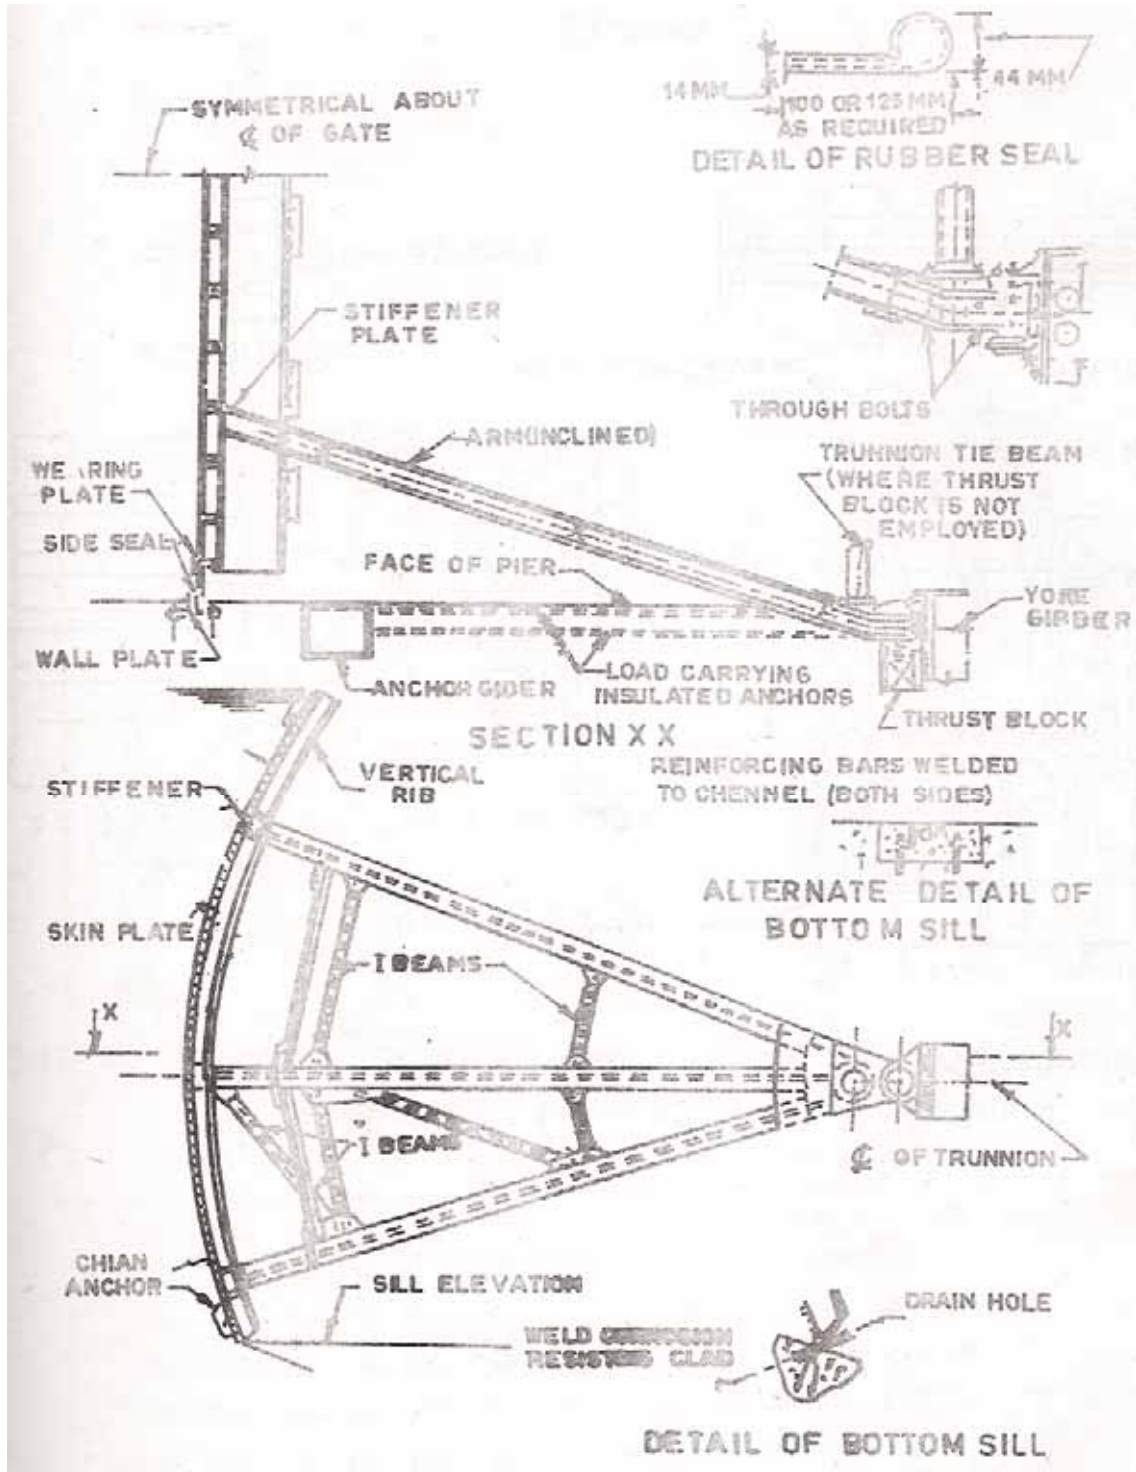 14 MM
44 MM
100 OR 125 MM
AS REQUIRED
DETAIL OF RUBBER SEAL
SYMMETRICAL ABOUT
℄ OF GATE
STIFFENER
PLATE
THROUGH BOLTS
ARM(INCLINED)
TRUNNION TIE BEAM
(WHERE THRUST
BLOCK IS NOT
EMPLOYED)
WEARING
PLATE
SIDE SEAL
FACE OF PIER
YORE
GIRDER
WALL PLATE
ANCHOR GIDER
LOAD CARRYING
INSULATED ANCHORS
THRUST BLOCK
SECTION X X
REINFORCING BARS WELDED
TO CHENNEL (BOTH SIDES)
ALTERNATE DETAIL OF
BOTTOM SILL
VERTICAL
RIB
STIFFENER
SKIN PLATE
I BEAMS
X
X
I BEAMS
℄ OF TRUNNION
CHIAN
ANCHOR
SILL ELEVATION
DRAIN HOLE
WELD CORROSION
RESISTING CLAD
DETAIL OF BOTTOM SILL